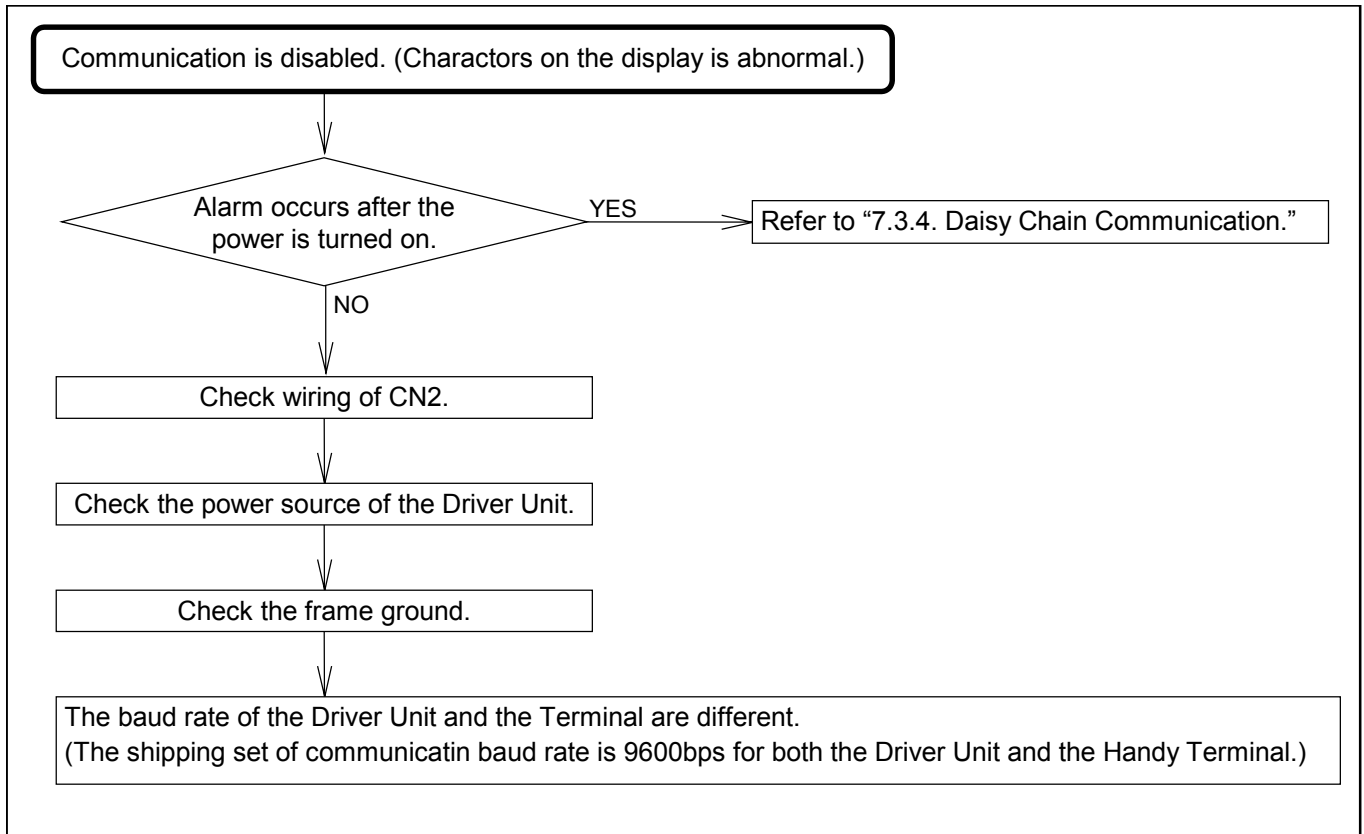 Communication is disabled. (Charactors on the display is abnormal.)
Alarm occurs after the
power is turned on.
YES
Refer to “7.3.4. Daisy Chain Communication.”
NO
Check wiring of CN2.
Check the power source of the Driver Unit.
Check the frame ground.
The baud rate of the Driver Unit and the Terminal are different.
(The shipping set of communicatin baud rate is 9600bps for both the Driver Unit and the Handy Terminal.)